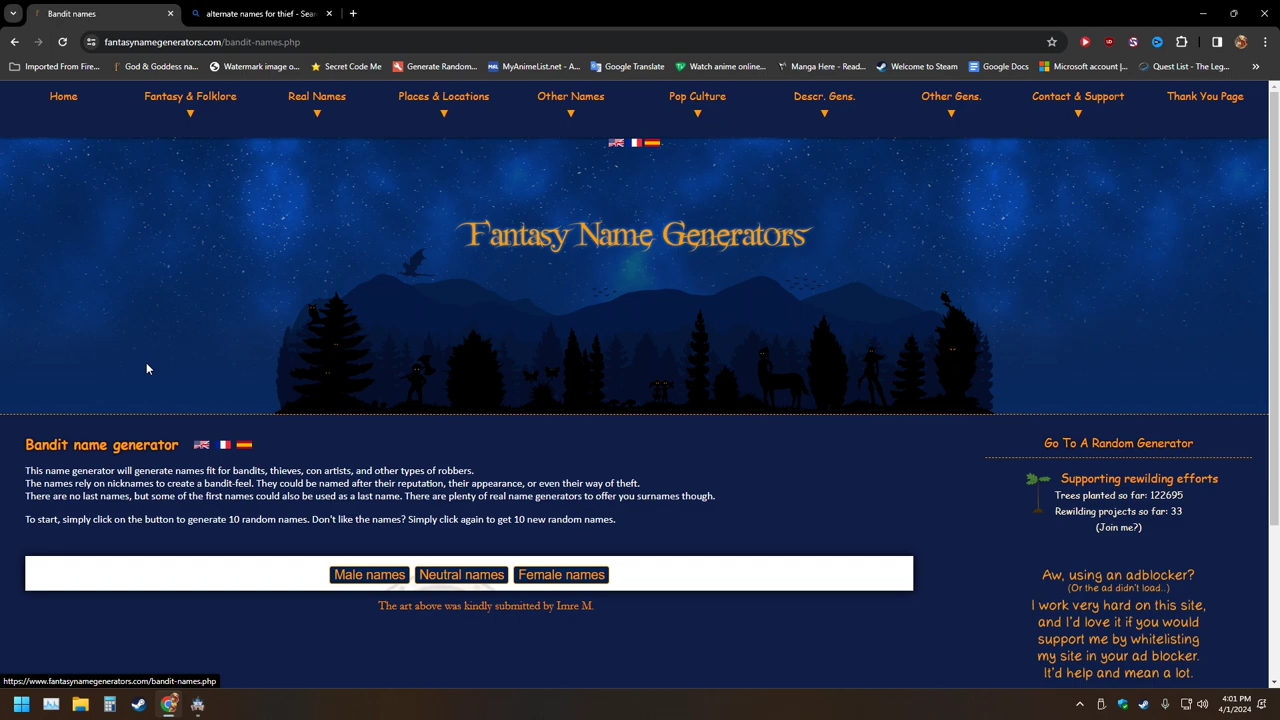 Bandit names
alternate names for thief - Sear
fantasynamegenerators.com/bandit-names.php
Imported From Fire...
God & Goddess na...
Watermark image o...
Secret Code Me
Generate Random...
MyAnimeList.net - A...
Google Translate
Watch anime online...
Manga Here - Read...
Welcome to Steam
Google Docs
Microsoft account |...
Quest List - The Leg...
Home
Fantasy & Folklore
Real Names
Places & Locations
Other Names
Pop Culture
Descr. Gens.
Other Gens.
Contact & Support
Thank You Page
Fantasy Name Generators
Bandit name generator
This name generator will generate names fit for bandits, thieves, con artists, and other types of robbers.
The names rely on nicknames to create a bandit-feel. They could be named after their reputation, their appearance, or even their way of theft.
There are no last names, but some of the first names could also be used as a last name. There are plenty of real name generators to offer you surnames though.
To start, simply click on the button to generate 10 random names. Don't like the names? Simply click again to get 10 new random names.
Male names
Neutral names
Female names
The art above was kindly submitted by Imre M.
Go To A Random Generator
Supporting rewilding efforts
Trees planted so far: 122695
Rewilding projects so far: 33
(Join me?)
Aw, using an adblocker?
(Or the ad didn't load..)
I work very hard on this site,
and I'd love it if you would
support me by whitelisting
my site in your ad blocker.
It'd help and mean a lot.
https://www.fantasynamegenerators.com/bandit-names.php
4:01 PM
4/1/2024